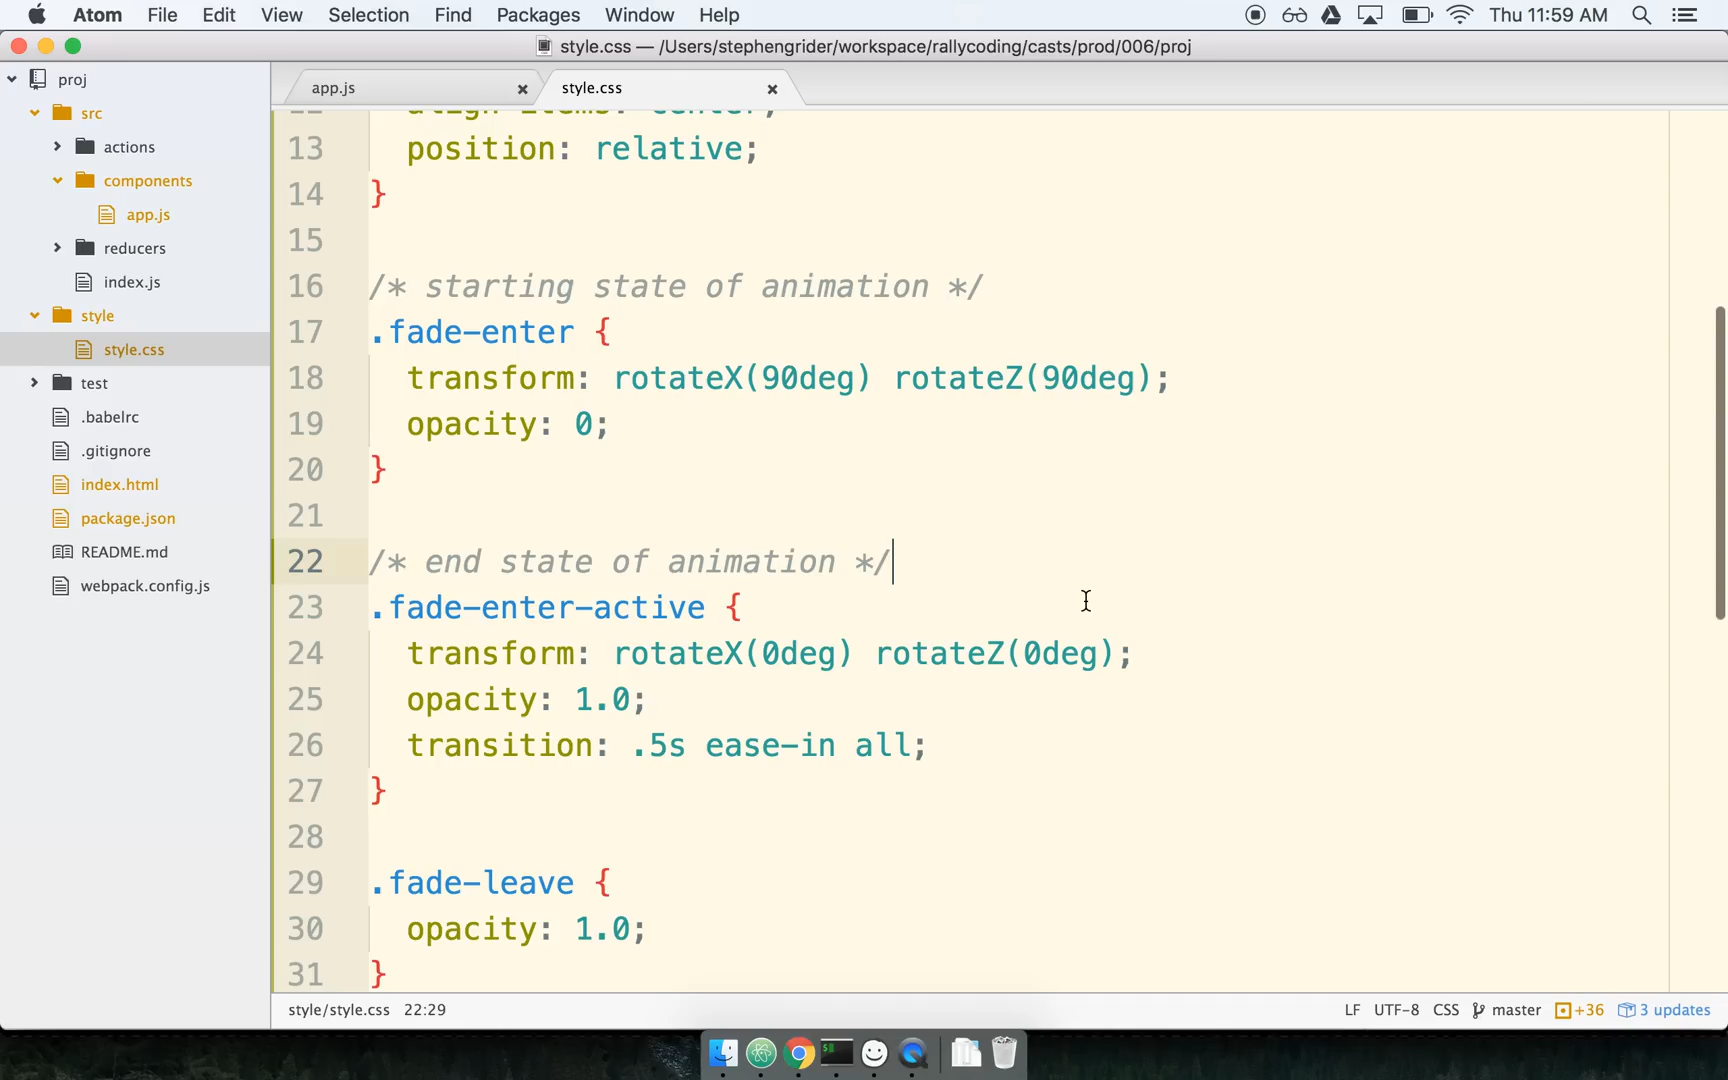 Atom File Edit View Selection Find Packages Window Help Thu 11:59 AM
style.css — /Users/stephengrider/workspace/rallycoding/casts/prod/006/proj
proj
src
actions
components
app.js
reducers
index.js
style
style.css
test
.babelrc
.gitignore
index.html
package.json
README.md
webpack.config.js
app.js style.css
12 align-items: center;
13 position: relative;
14 }
15
16 /* starting state of animation */
17 .fade-enter {
18 transform: rotateX(90deg) rotateZ(90deg);
19 opacity: 0;
20 }
21
22 /* end state of animation */
23 .fade-enter-active {
24 transform: rotateX(0deg) rotateZ(0deg);
25 opacity: 1.0;
26 transition: .5s ease-in all;
27 }
28
29 .fade-leave {
30 opacity: 1.0;
31 }
style/style.css 22:29 LF UTF-8 CSS master +36 3 updates